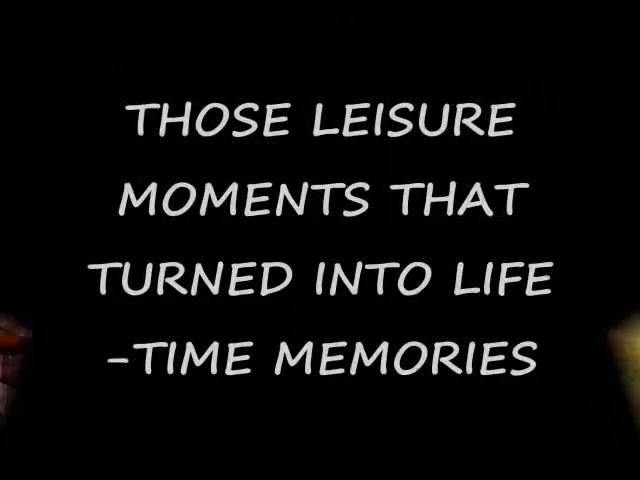 THOSE LEISURE
MOMENTS THAT
TURNED INTO LIFE
-TIME MEMORIES